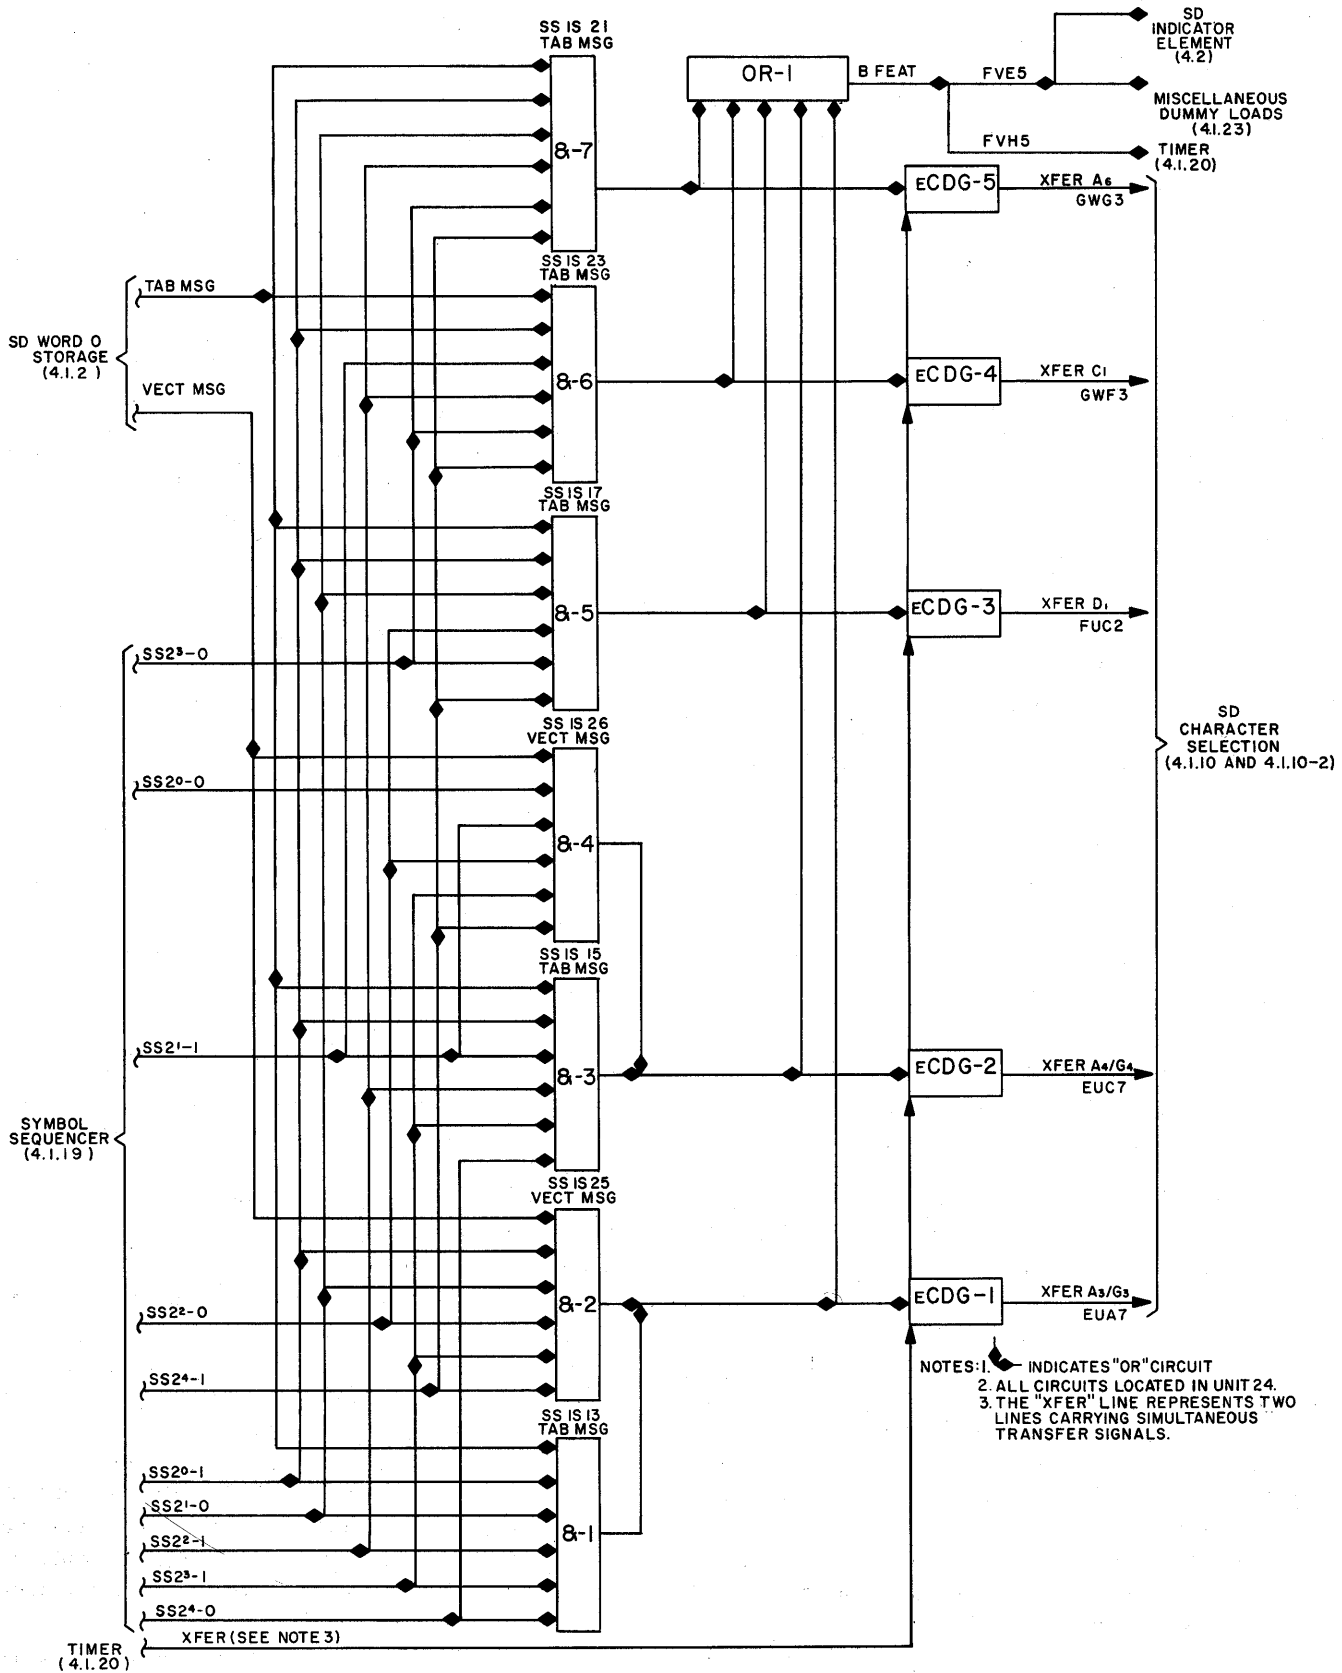 SS IS 21
TAB MSG
&-7
OR-1
B FEAT
FVE5
SD
INDICATOR
ELEMENT
(4.2)
MISCELLANEOUS
DUMMY LOADS
(4.1.23)
FVH5
TIMER
(4.1.20)
eCDG-5
XFER A6
GWG3
SS IS 23
TAB MSG
&-6
eCDG-4
XFER C1
GWF3
TAB MSG
SD WORD 0
STORAGE
(4.1.2)
VECT MSG
SS IS 17
TAB MSG
&-5
eCDG-3
XFER D1
FUC2
SS2³-0
SS IS 26
VECT MSG
&-4
SS2⁰-0
SD
CHARACTER
SELECTION
(4.1.10 AND 4.1.10-2)
SS IS 15
TAB MSG
&-3
SS2¹-1
eCDG-2
XFER A4/G4
EUC7
SYMBOL
SEQUENCER
(4.1.19)
SS IS 25
VECT MSG
&-2
SS2²-0
SS2⁴-1
eCDG-1
XFER A3/G3
EUA7
NOTES: 1. INDICATES "OR" CIRCUIT
2. ALL CIRCUITS LOCATED IN UNIT 24.
3. THE "XFER" LINE REPRESENTS TWO
LINES CARRYING SIMULTANEOUS
TRANSFER SIGNALS.
SS IS 13
TAB MSG
&-1
SS2⁰-1
SS2¹-0
SS2²-1
SS2³-1
SS2⁴-0
XFER (SEE NOTE 3)
TIMER
(4.1.20)